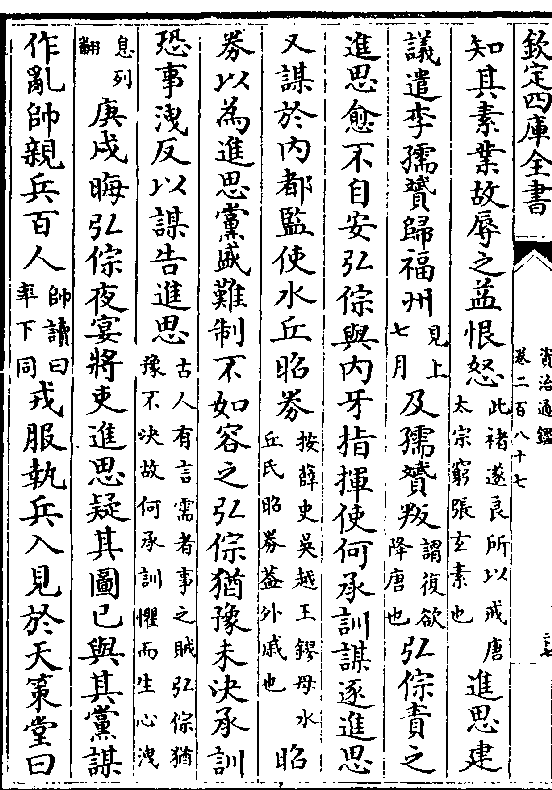 欽定四庫全書
資治通鑑
卷二百八十七
知其素業故辱之益恨怒此褚遂良所以戒唐太宗窮張玄素也進思建
議遣李孺贇歸福州見上七月及孺贇叛謂復欲降唐也弘倧責之
進思愈不自安弘倧與内牙指揮使何承訓謀逐進思
又謀於内都監使水丘昭劵按薛史吳越王鏐母水丘氏昭劵蓋外戚也昭
劵以為進思黨盛難制不如容之弘倧猶豫未決承訓
恐事洩反以謀告進思古人有言需者事之賊弘倧猶豫不决故何承訓懼而生心洩
息列翻庚戌晦弘倧夜宴將吏進思疑其圖已與其黨謀
作亂帥親兵百人帥讀曰率下同戎服執兵入見於天策堂曰